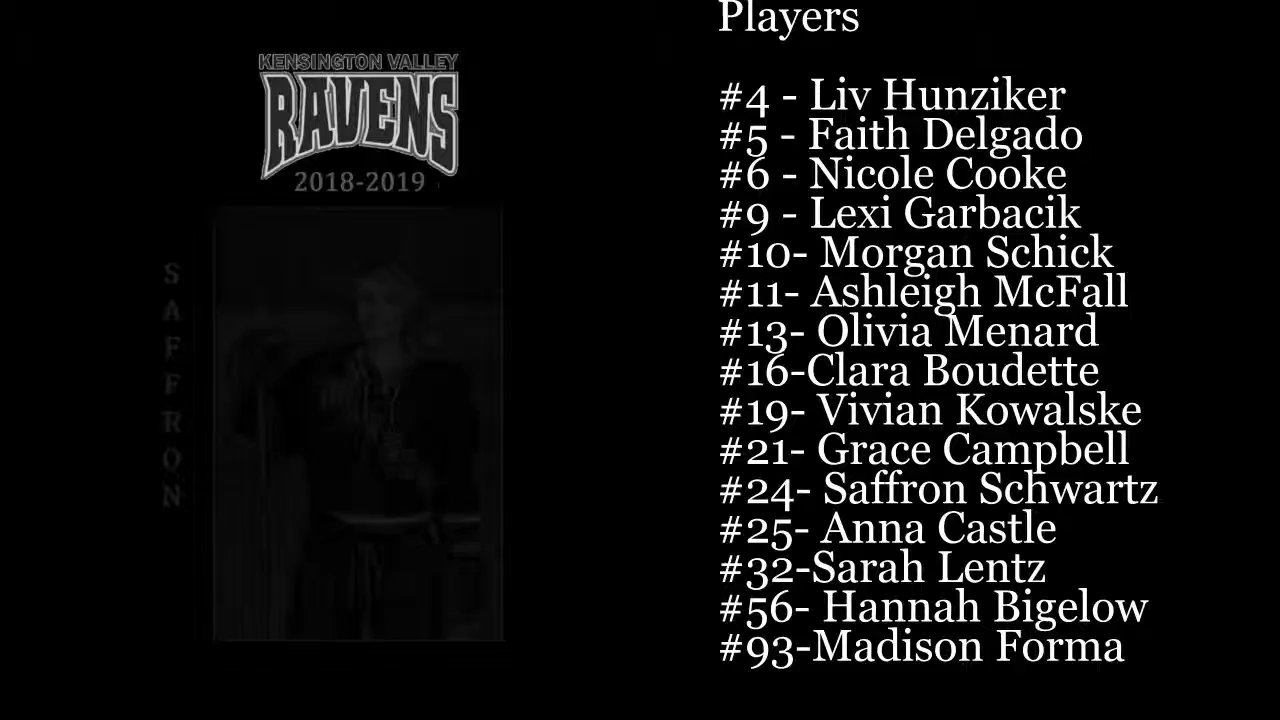 KENSINGTON VALLEY
RAVENS
2018-2019
SAFFRON
Players
#4 - Liv Hunziker
#5 - Faith Delgado
#6 - Nicole Cooke
#9 - Lexi Garbacik
#10- Morgan Schick
#11- Ashleigh McFall
#13- Olivia Menard
#16-Clara Boudette
#19- Vivian Kowalske
#21- Grace Campbell
#24- Saffron Schwartz
#25- Anna Castle
#32-Sarah Lentz
#56- Hannah Bigelow
#93-Madison Forma